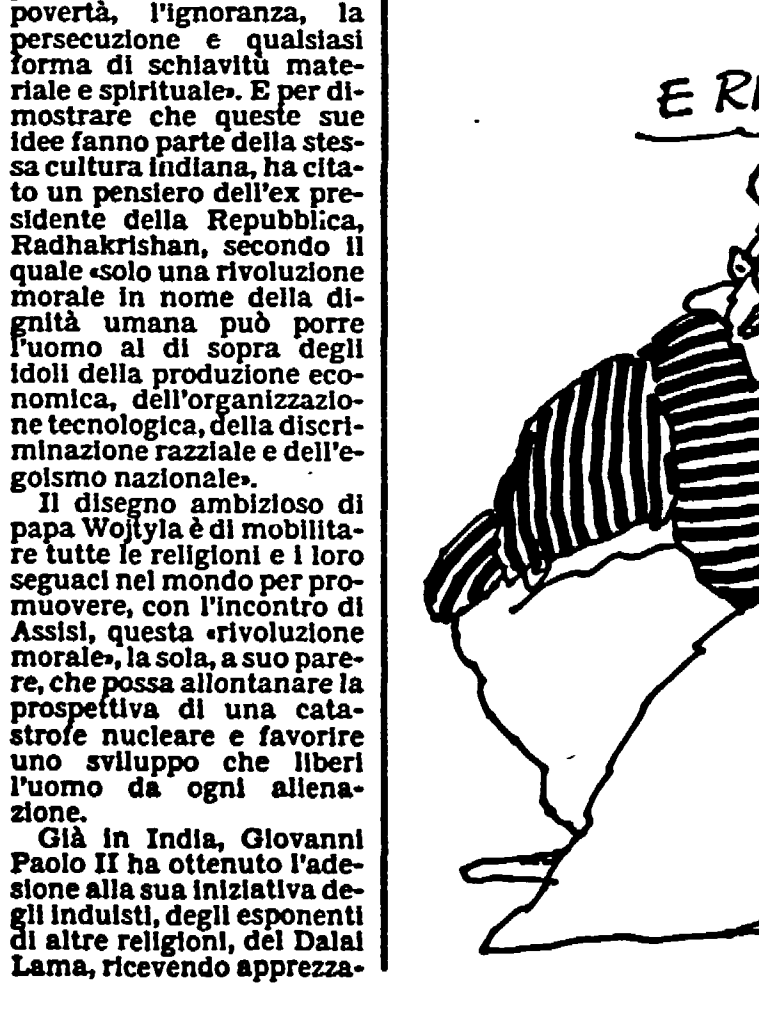 povertà, l'ignoranza, la
persecuzione e qualsiasi
forma di schiavitù mate-
riale e spirituale». E per di-
mostrare che queste sue
idee fanno parte della stes-
sa cultura indiana, ha cita-
to un pensiero dell'ex pre-
sidente della Repubblica,
Radhakrishan, secondo il
quale «solo una rivoluzione
morale in nome della di-
gnità umana può porre
l'uomo al di sopra degli
idoli della produzione eco-
nomica, dell'organizzazio-
ne tecnologica, della discri-
minazione razziale e dell'e-
goismo nazionale».
Il disegno ambizioso di
papa Wojtyla è di mobilita-
re tutte le religioni e i loro
seguaci nel mondo per pro-
muovere, con l'incontro di
Assisi, questa «rivoluzione
morale», la sola, a suo pare-
re, che possa allontanare la
prospettiva di una cata-
strofe nucleare e favorire
uno sviluppo che liberi
l'uomo da ogni aliena-
zione.
Già in India, Giovanni
Paolo II ha ottenuto l'ade-
sione alla sua iniziativa de-
gli induisti, degli esponenti
di altre religioni, del Dalai
Lama, ricevendo apprezza-
E